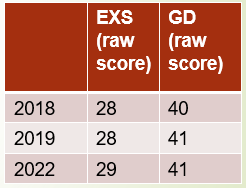 EXS GD
(raw (raw
score) score)
2018 28 40
2019 28 41
2022 29 41